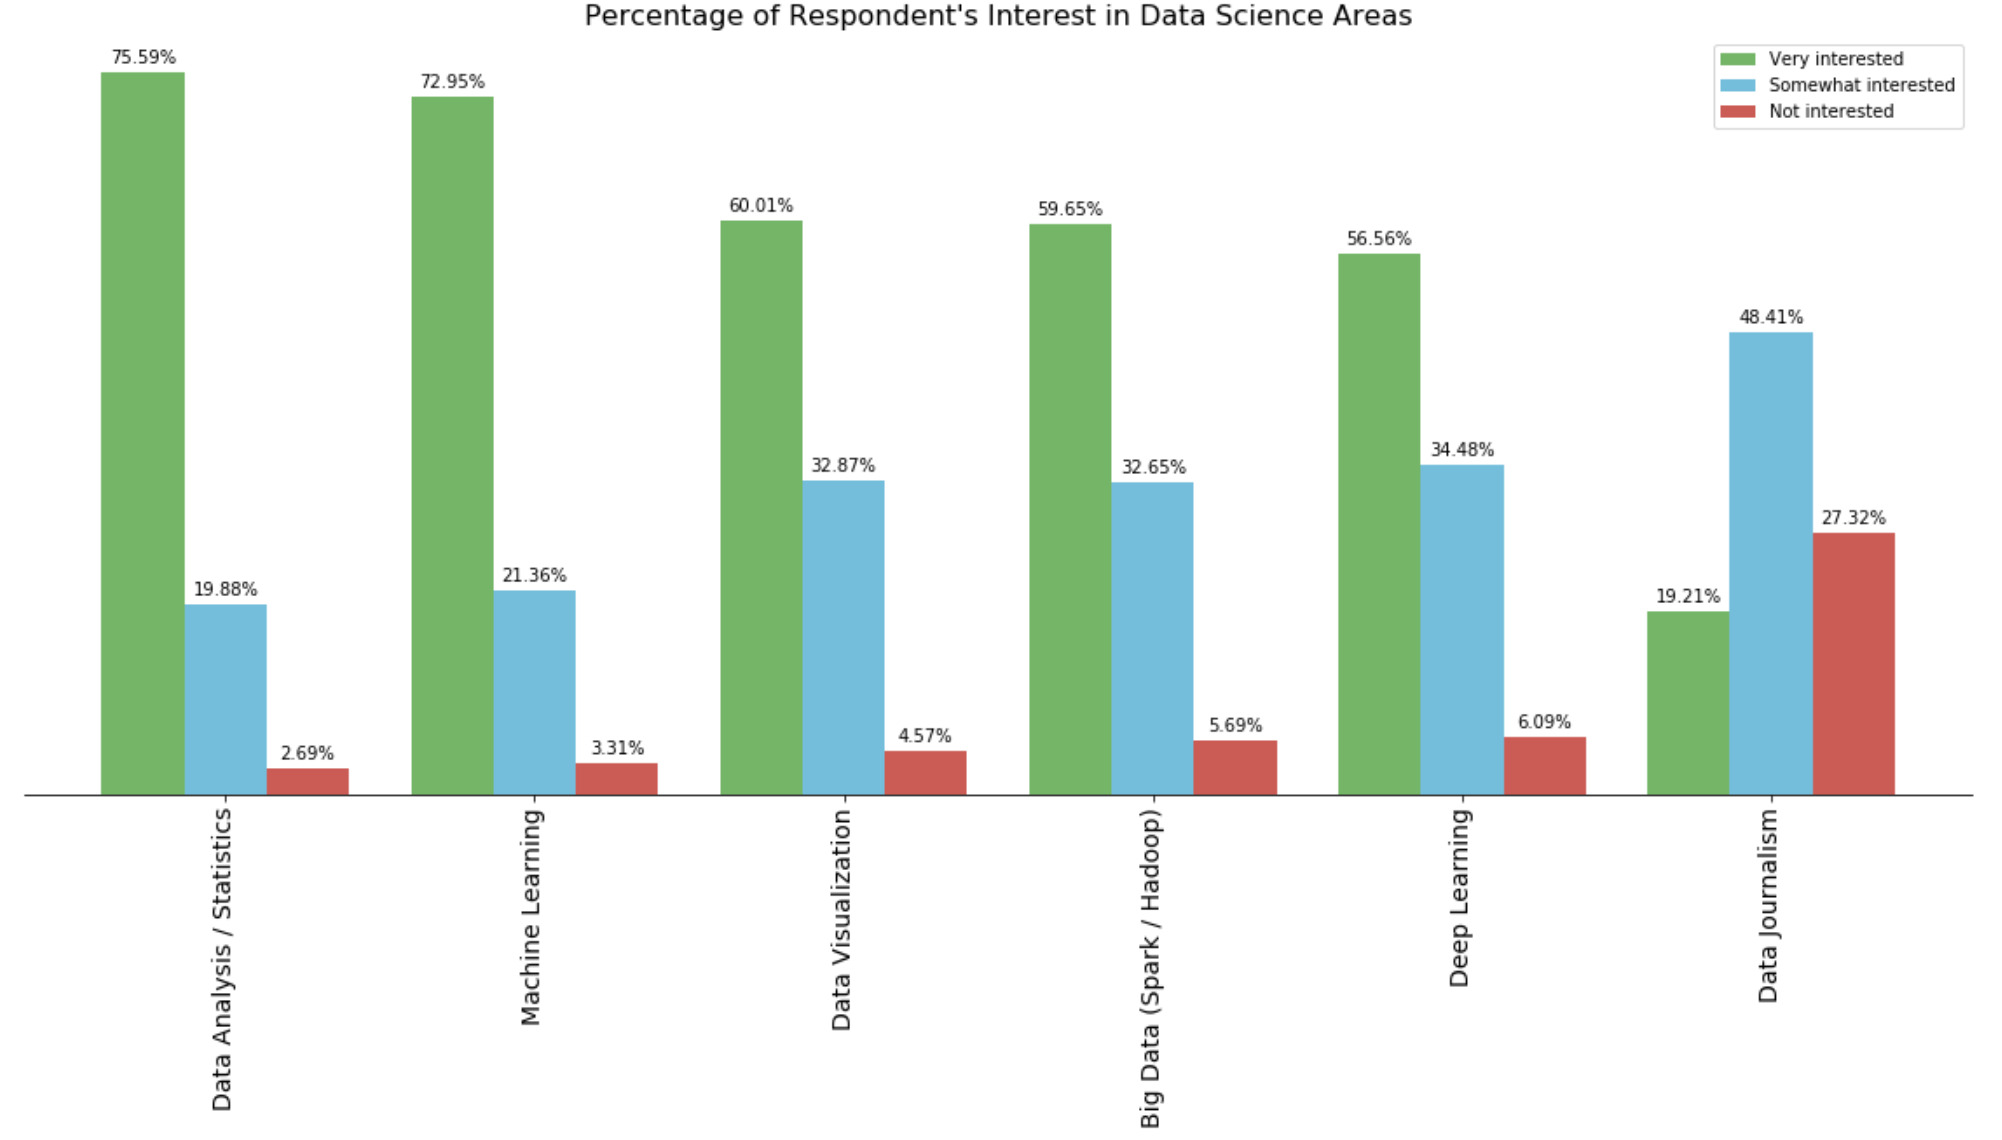 Percentage of Respondent's Interest in Data Science Areas
Very interested
Somewhat interested
Not interested
75.59%
19.88%
2.69%
72.95%
21.36%
3.31%
60.01%
32.87%
4.57%
59.65%
32.65%
5.69%
56.56%
34.48%
6.09%
19.21%
48.41%
27.32%
Data Analysis / Statistics
Machine Learning
Data Visualization
Big Data (Spark / Hadoop)
Deep Learning
Data Journalism